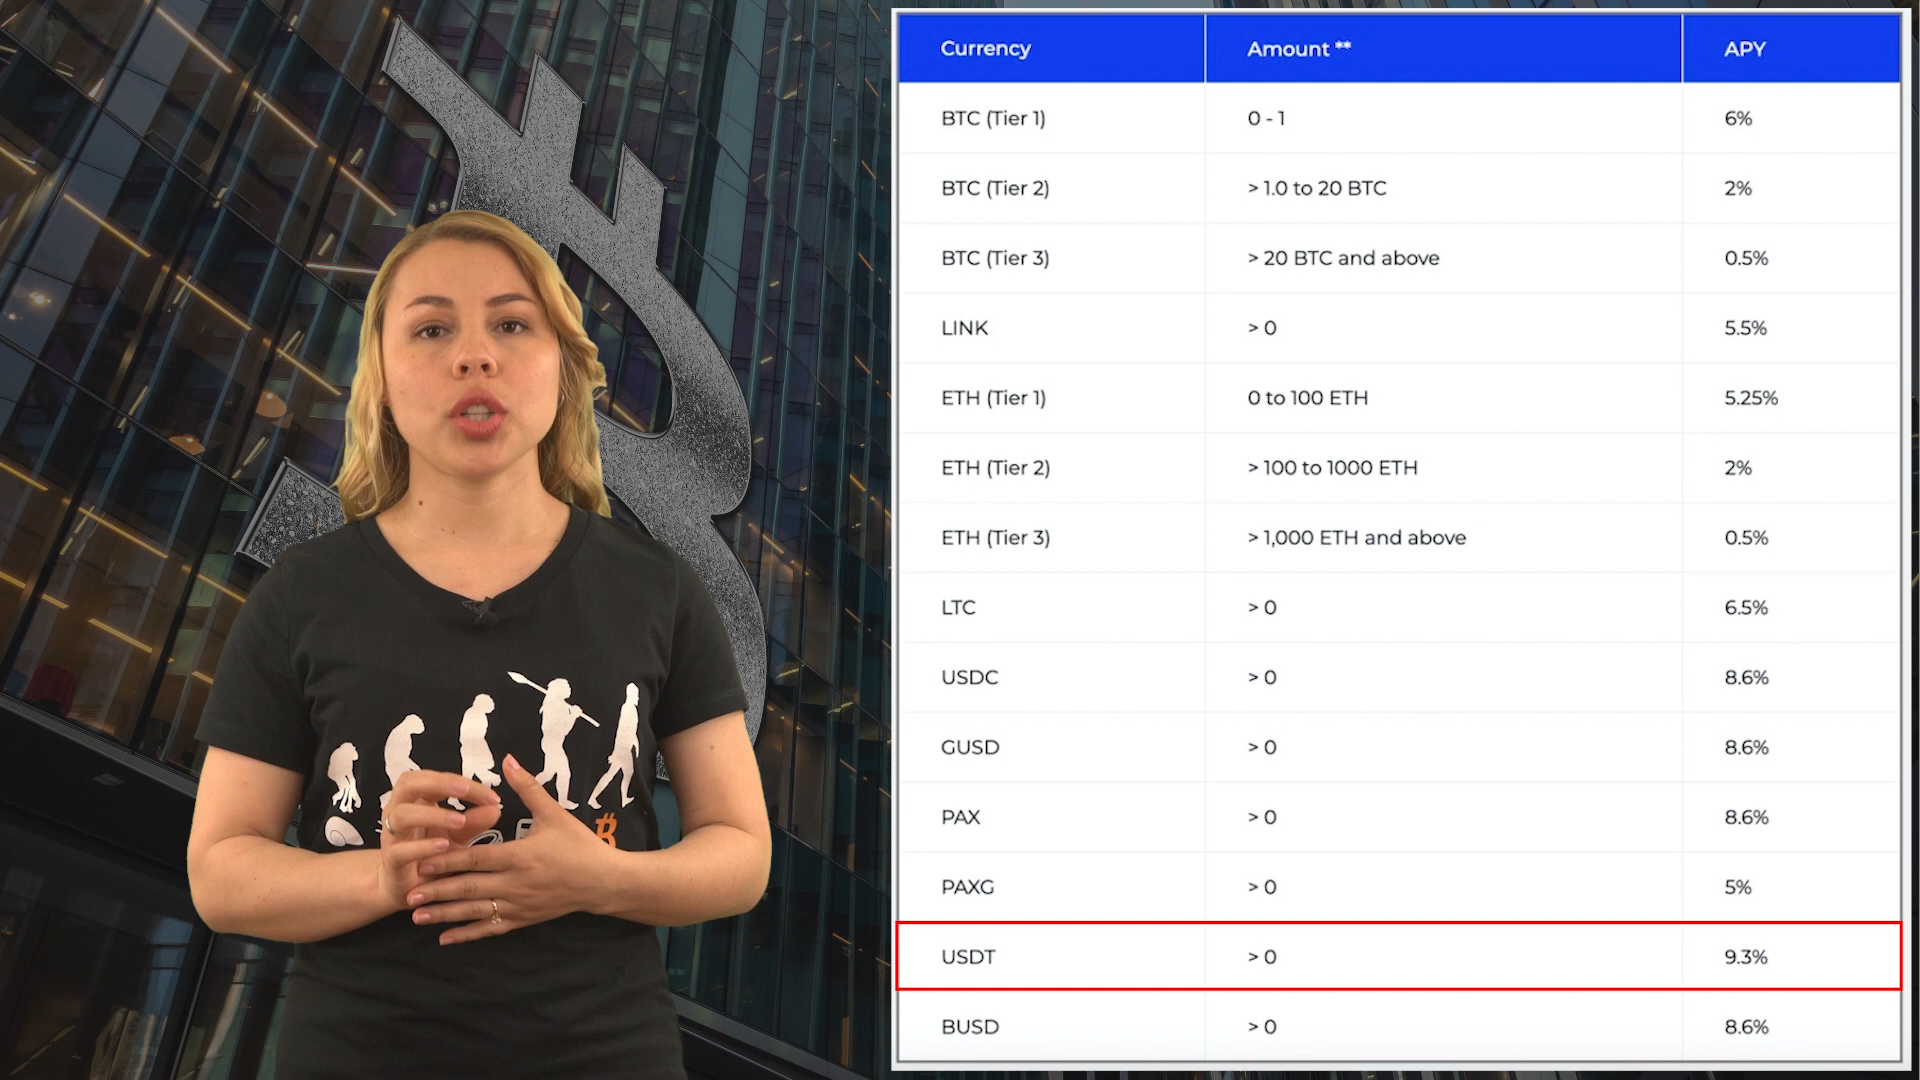 Currency Amount ** APY
BTC (Tier 1) 0 - 1 6%
BTC (Tier 2) > 1.0 to 20 BTC 2%
BTC (Tier 3) > 20 BTC and above 0.5%
LINK > 0 5.5%
ETH (Tier 1) 0 to 100 ETH 5.25%
ETH (Tier 2) > 100 to 1000 ETH 2%
ETH (Tier 3) > 1,000 ETH and above 0.5%
LTC > 0 6.5%
USDC > 0 8.6%
GUSD > 0 8.6%
PAX > 0 8.6%
PAXG > 0 5%
USDT > 0 9.3%
BUSD > 0 8.6%